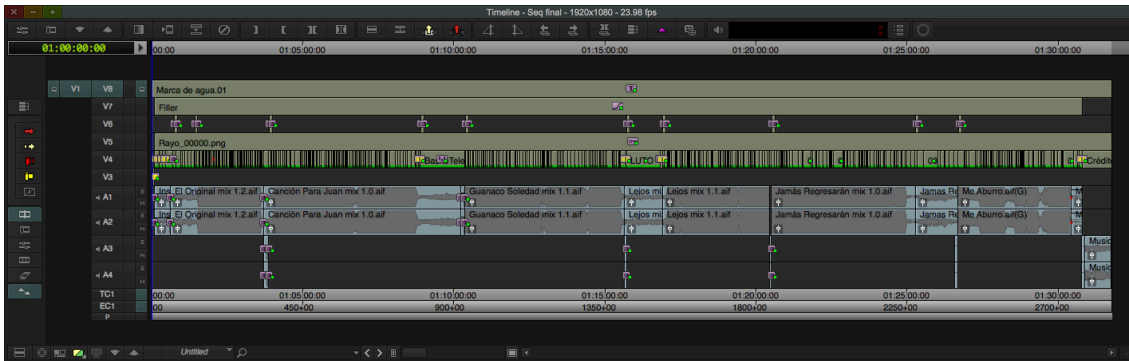 Timeline - Seq final - 1920x1080 - 23.98 fps
01:00:00:00
00:00 01:05:00:00 01:10:00:00 01:15:00:00 01:20:00:00 01:25:00:00 01:30:00:00
V1 V8 Marca de agua.01
V7 Filler
V6
V5 Rayo_00000.png
V4 LUTO Crédit
V3
A1 Ins El Original mix 1.2.aif Canción Para Juan mix 1.0.aif Guanaco Soledad mix 1.1.aif Lejos mi Lejos mix 1.1.aif Jamás Regresarán mix 1.0.aif Jamas Re Me Aburro.aif(G) M
A2 Ins El Original mix 1.2.aif Canción Para Juan mix 1.0.aif Guanaco Soledad mix 1.1.aif Lejos mi Lejos mix 1.1.aif Jamás Regresarán mix 1.0.aif Jamas Re Me Aburro.aif(G) M
A3 Music
A4 Music
TC1 00:00 01:05:00:00 01:10:00:00 01:15:00:00 01:20:00:00 01:25:00:00 01:30:00:00
EC1 00 450+00 900+00 1350+00 1800+00 2250+00 2700+00
P
Untitled